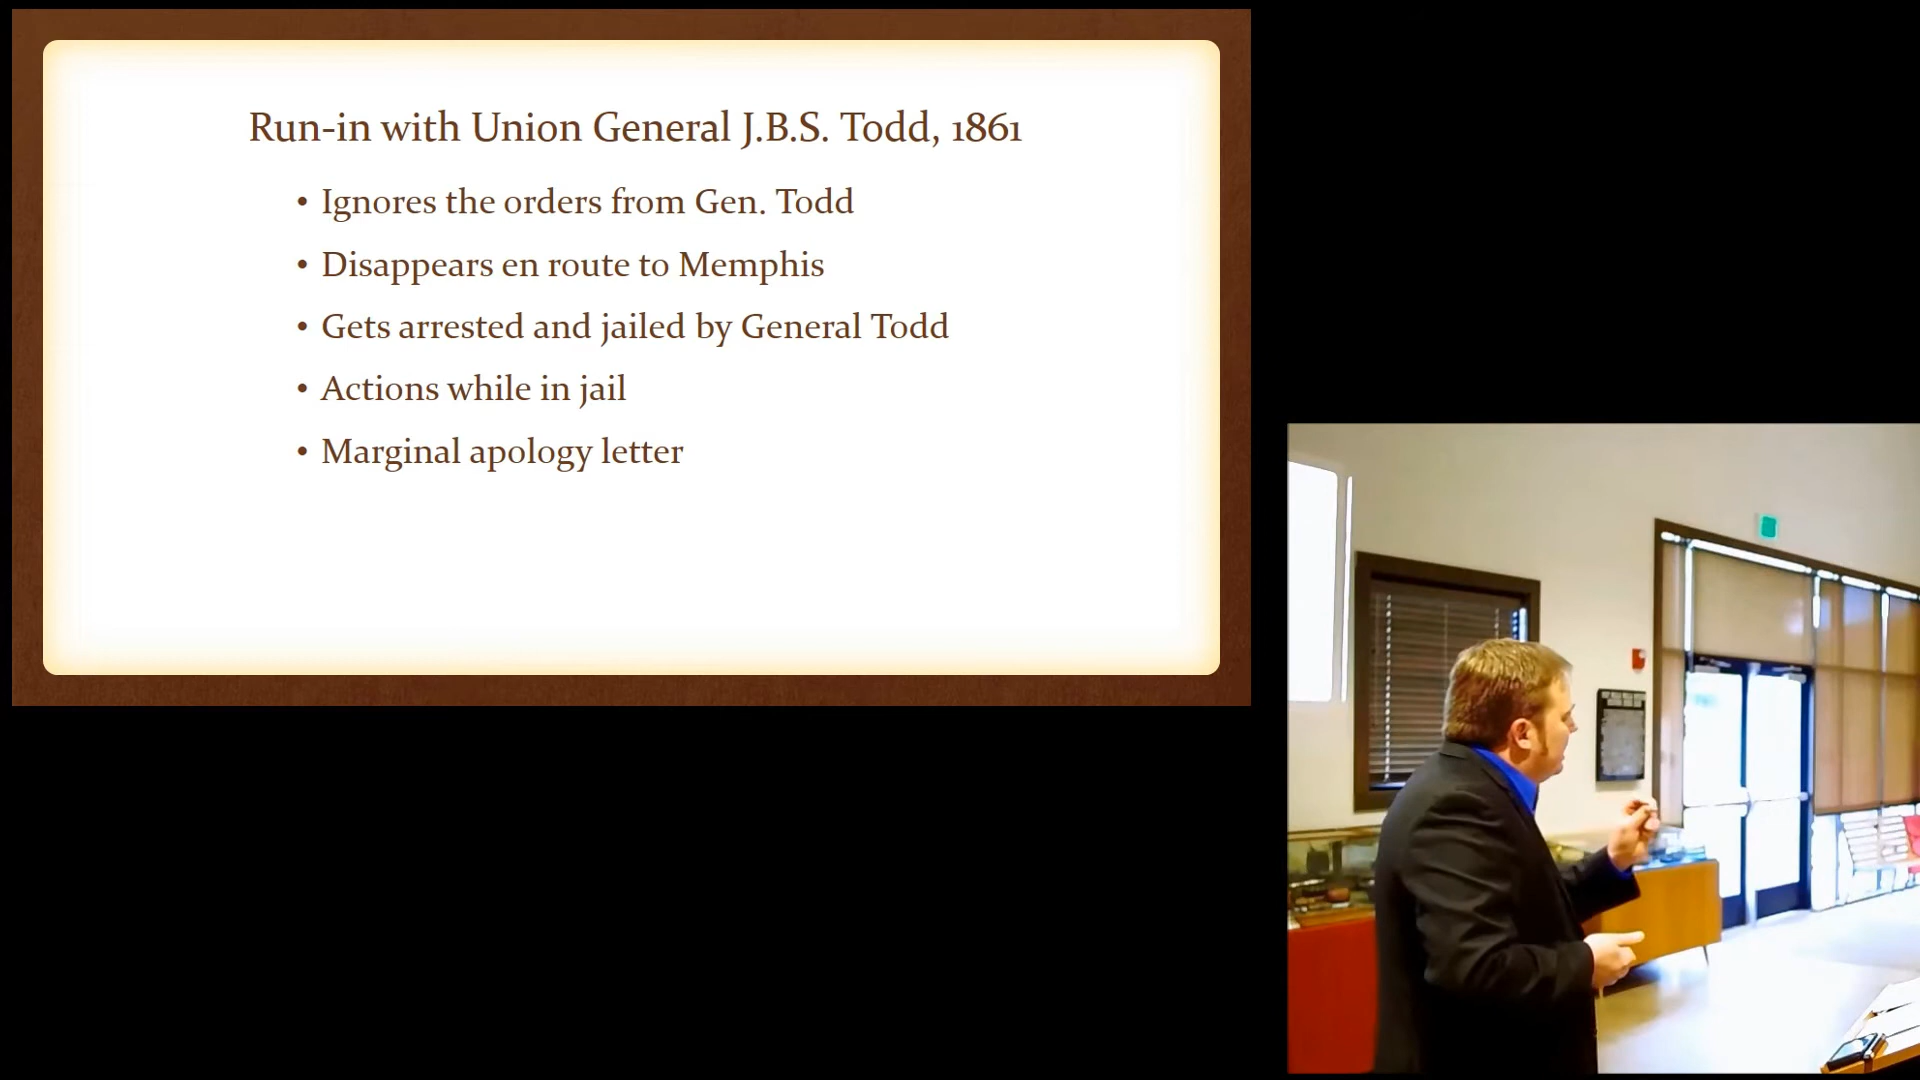 Run-in with Union General J.B.S. Todd, 1861
• Ignores the orders from Gen. Todd
• Disappears en route to Memphis
• Gets arrested and jailed by General Todd
• Actions while in jail
• Marginal apology letter